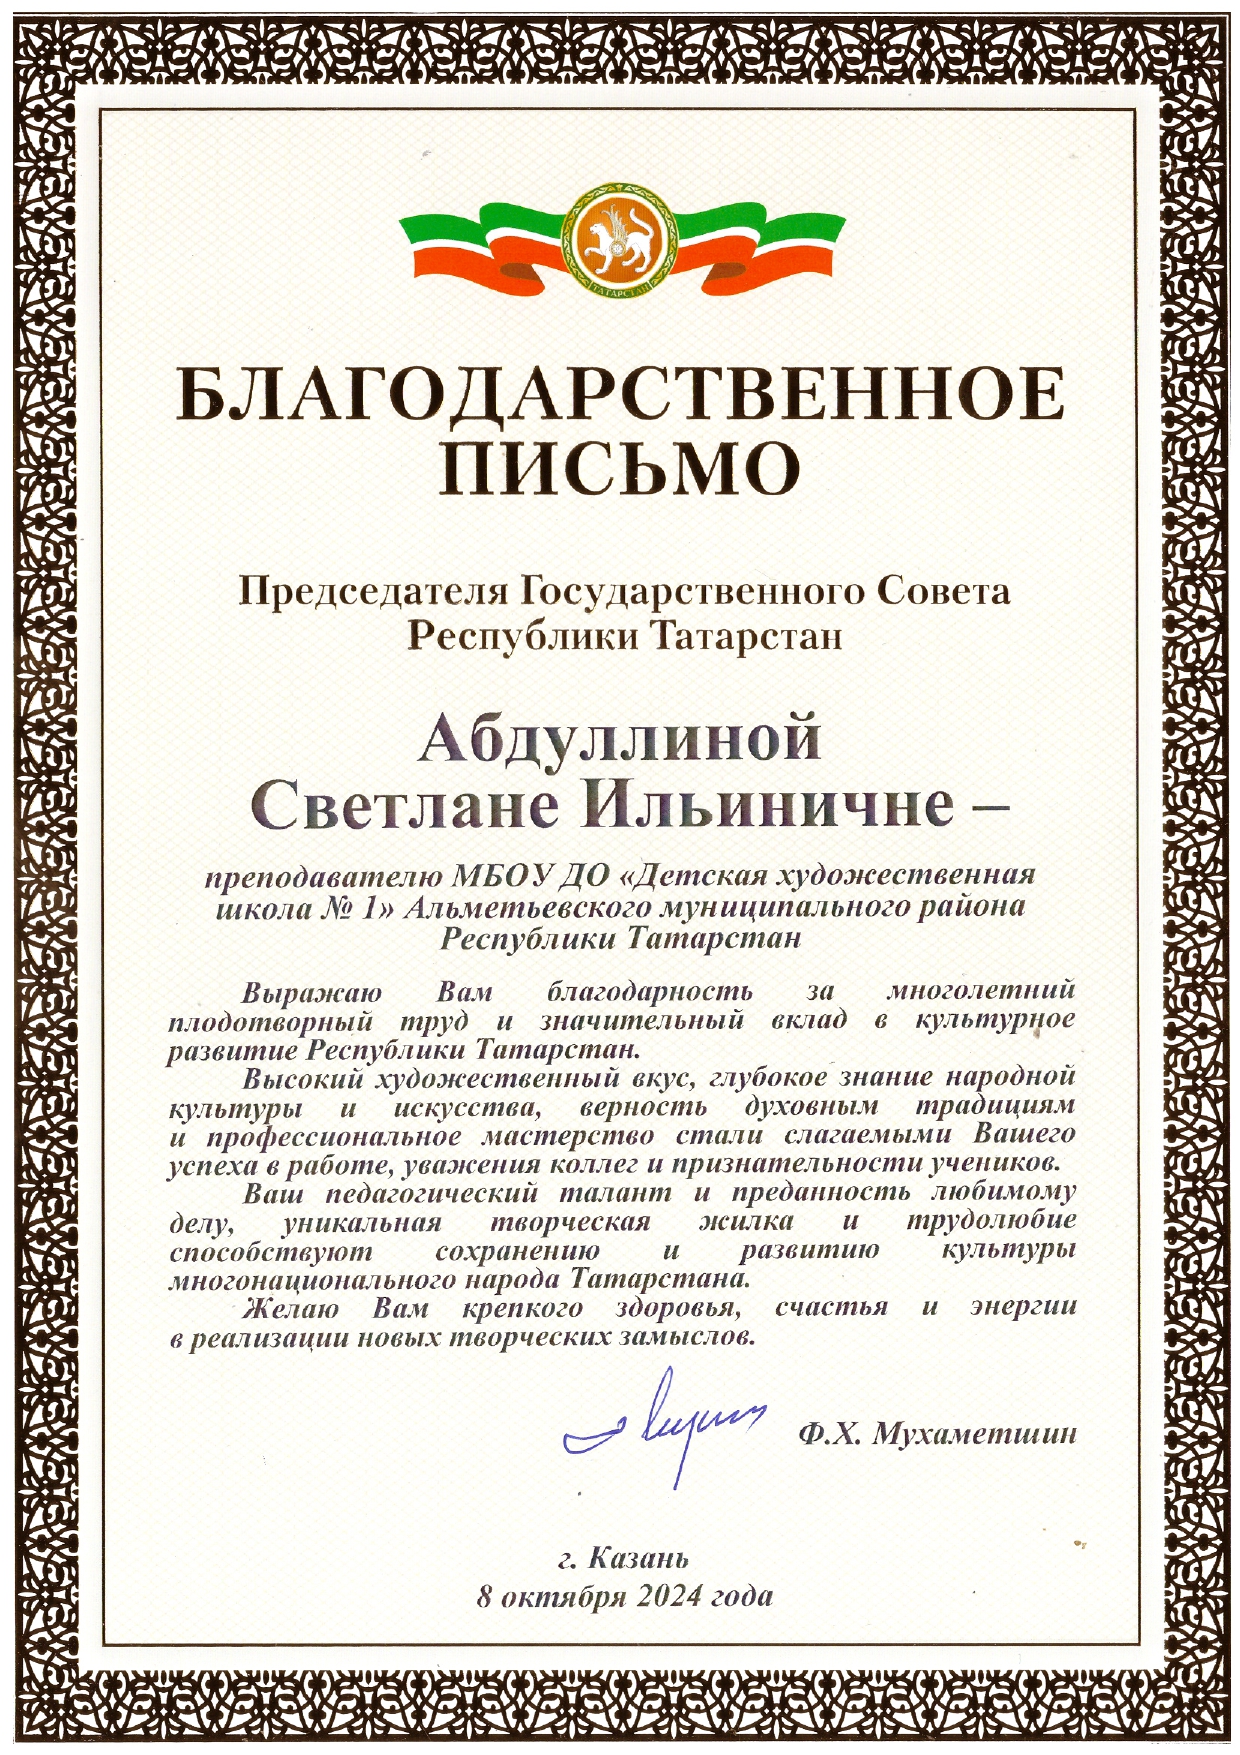 ТАТАРСТАН
БЛАГОДАРСТВЕННОЕ
ПИСЬМО
Председателя Государственного Совета
Республики Татарстан
Абдуллиной
Светлане Ильиничне –
преподавателю МБОУ ДО «Детская художественная
школа № 1» Альметьевского муниципального района
Республики Татарстан
Выражаю Вам благодарность за многолетний
плодотворный труд и значительный вклад в культурное
развитие Республики Татарстан.
Высокий художественный вкус, глубокое знание народной
культуры и искусства, верность духовным традициям
и профессиональное мастерство стали слагаемыми Вашего
успеха в работе, уважения коллег и признательности учеников.
Ваш педагогический талант и преданность любимому
делу, уникальная творческая жилка и трудолюбие
способствуют сохранению и развитию культуры
многонационального народа Татарстана.
Желаю Вам крепкого здоровья, счастья и энергии
в реализации новых творческих замыслов.
Ф.Х. Мухаметшин
г. Казань
8 октября 2024 года